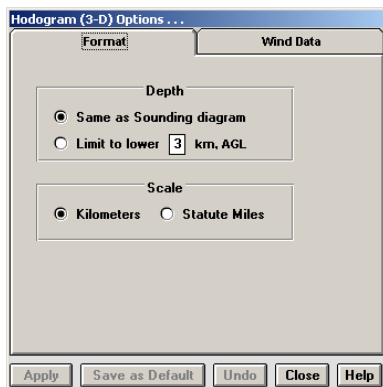 Hodogram (3-D) Options . . .
Format Wind Data
Depth
Same as Sounding diagram
Limit to lower 3 km, AGL
Scale
Kilometers Statute Miles
Apply Save as Default Undo Close Help